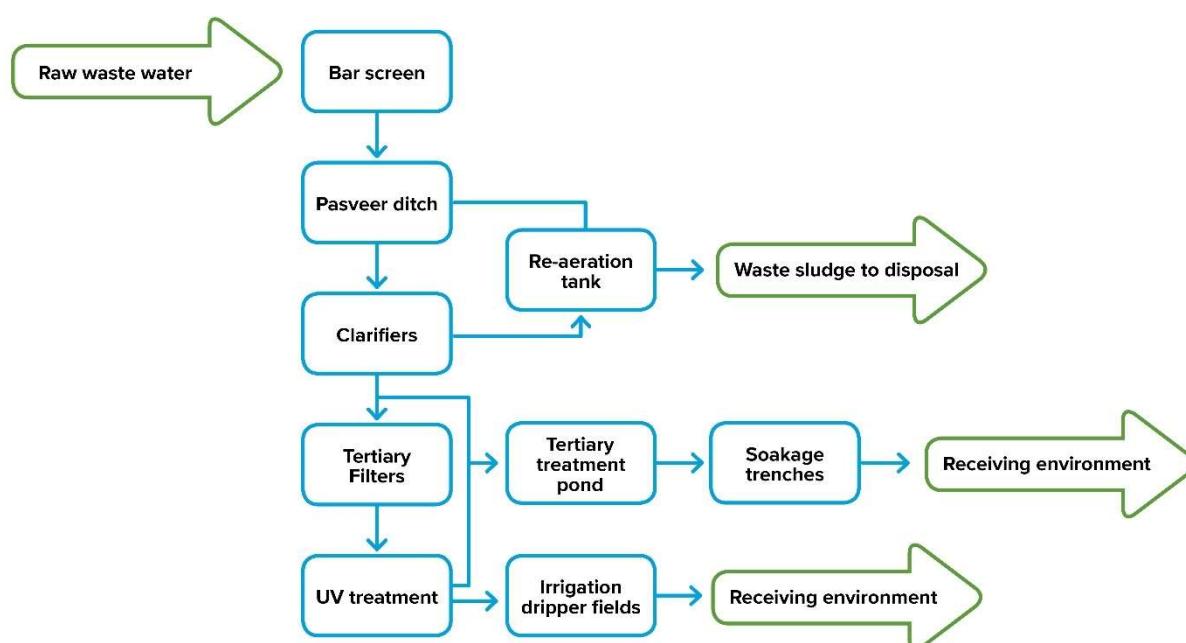 Raw waste water
Bar screen
Pasveer ditch
Re-aeration
tank
Waste sludge to disposal
Clarifiers
Tertiary
Filters
Tertiary
treatment
pond
Soakage
trenches
Receiving environment
UV treatment
Irrigation
dripper fields
Receiving environment